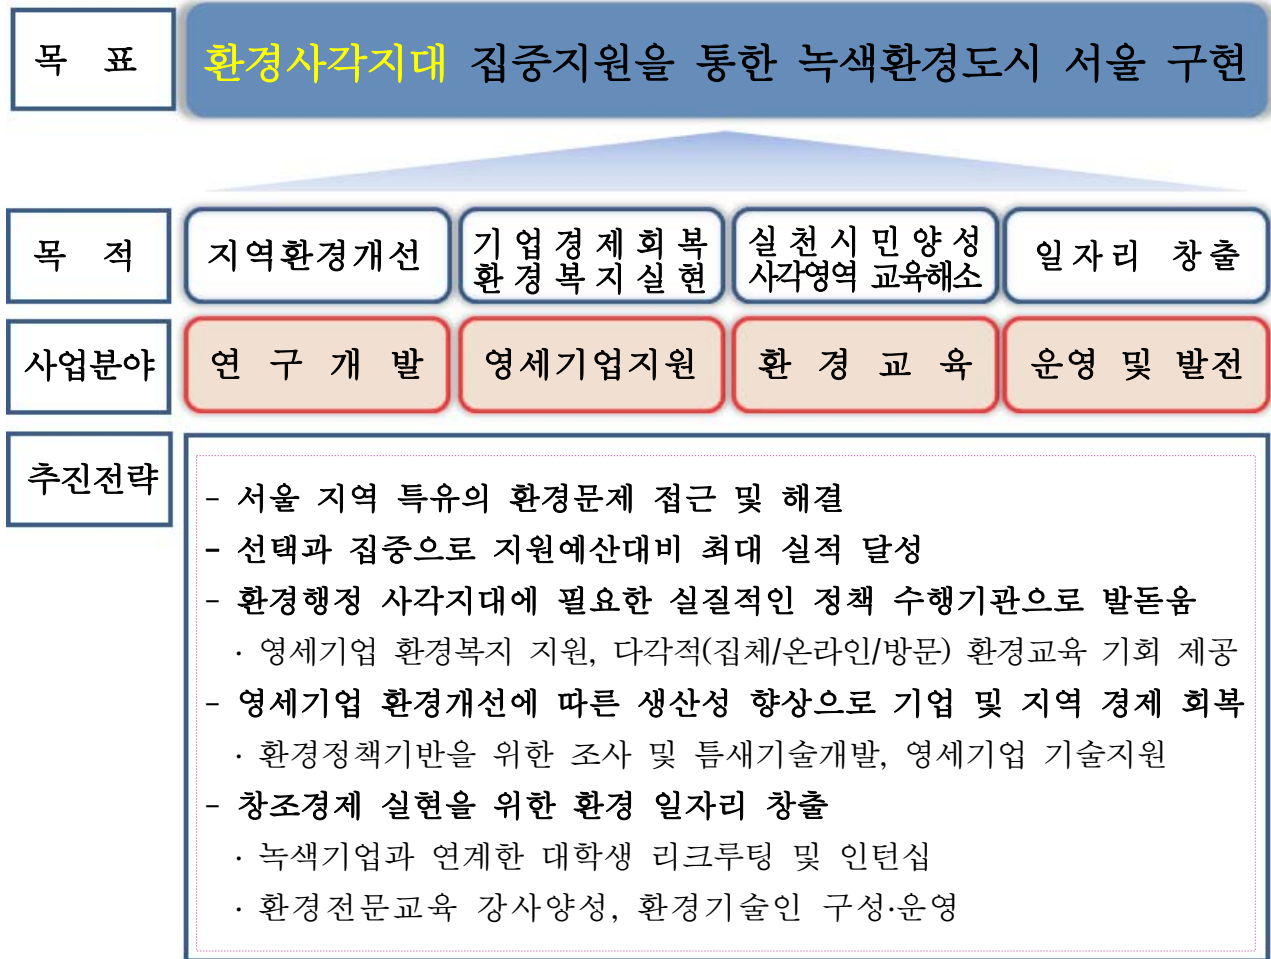 목 표
환경사각지대 집중지원을 통한 녹색환경도시 서울 구현
목 적
지역환경개선
기업경제회복
환경복지실현
실천시민양성
사각영역 교육해소
일자리 창출
사업분야
연 구 개 발
영세기업지원
환 경 교 육
운영 및 발전
추진전략
- 서울 지역 특유의 환경문제 접근 및 해결
- 선택과 집중으로 지원예산대비 최대 실적 달성
- 환경행정 사각지대에 필요한 실질적인 정책 수행기관으로 발돋움
· 영세기업 환경복지 지원, 다각적(집체/온라인/방문) 환경교육 기회 제공
- 영세기업 환경개선에 따른 생산성 향상으로 기업 및 지역 경제 회복
· 환경정책기반을 위한 조사 및 틈새기술개발, 영세기업 기술지원
- 창조경제 실현을 위한 환경 일자리 창출
· 녹색기업과 연계한 대학생 리크루팅 및 인턴십
· 환경전문교육 강사양성, 환경기술인 구성·운영